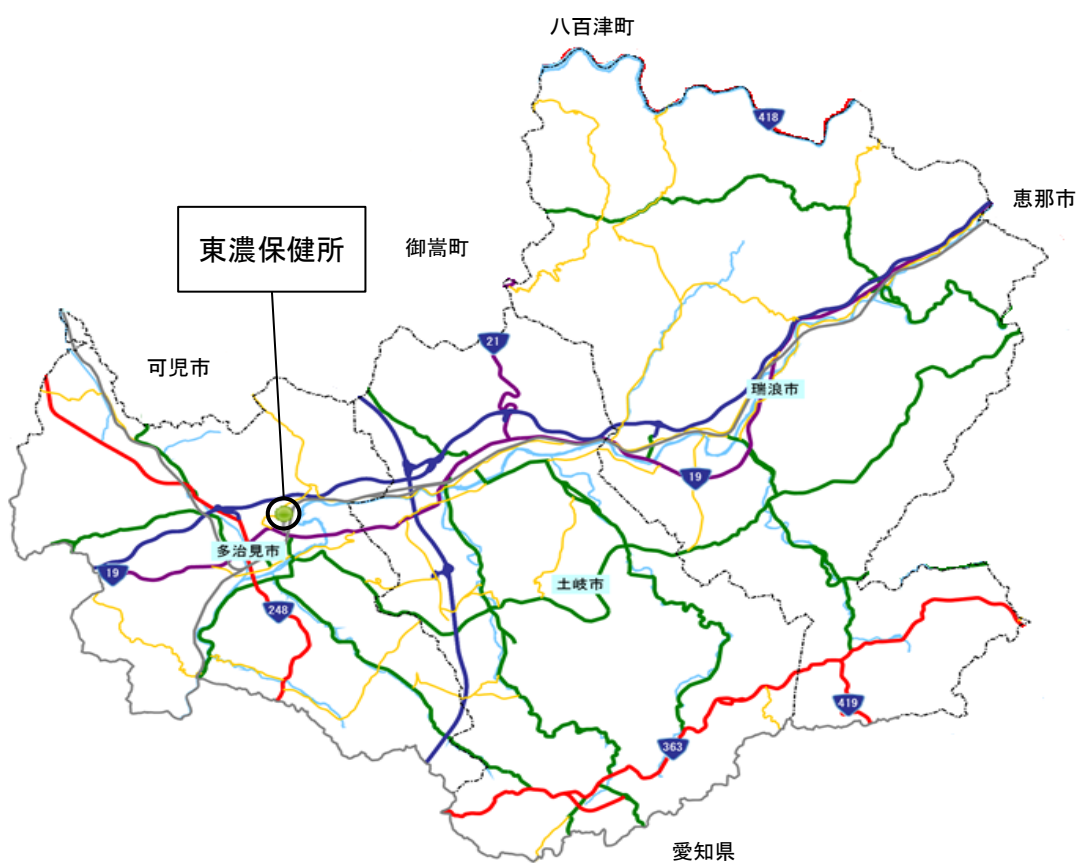 八百津町
418
恵那市
東濃保健所
御嵩町
21
可児市
瑞浪市
19
多治見市
19
土岐市
248
419
363
愛知県